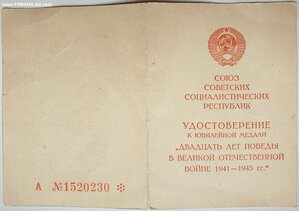 А №1520230 ✻
СОЮЗ
СОВЕТСКИХ
СОЦИАЛИСТИЧЕСКИХ
РЕСПУБЛИК
УДОСТОВЕРЕНИЕ
К ЮБИЛЕЙНОЙ МЕДАЛИ
„ДВАДЦАТЬ ЛЕТ ПОБЕДЫ
В ВЕЛИКОЙ ОТЕЧЕСТВЕННОЙ
ВОЙНЕ 1941—1945 гг.“